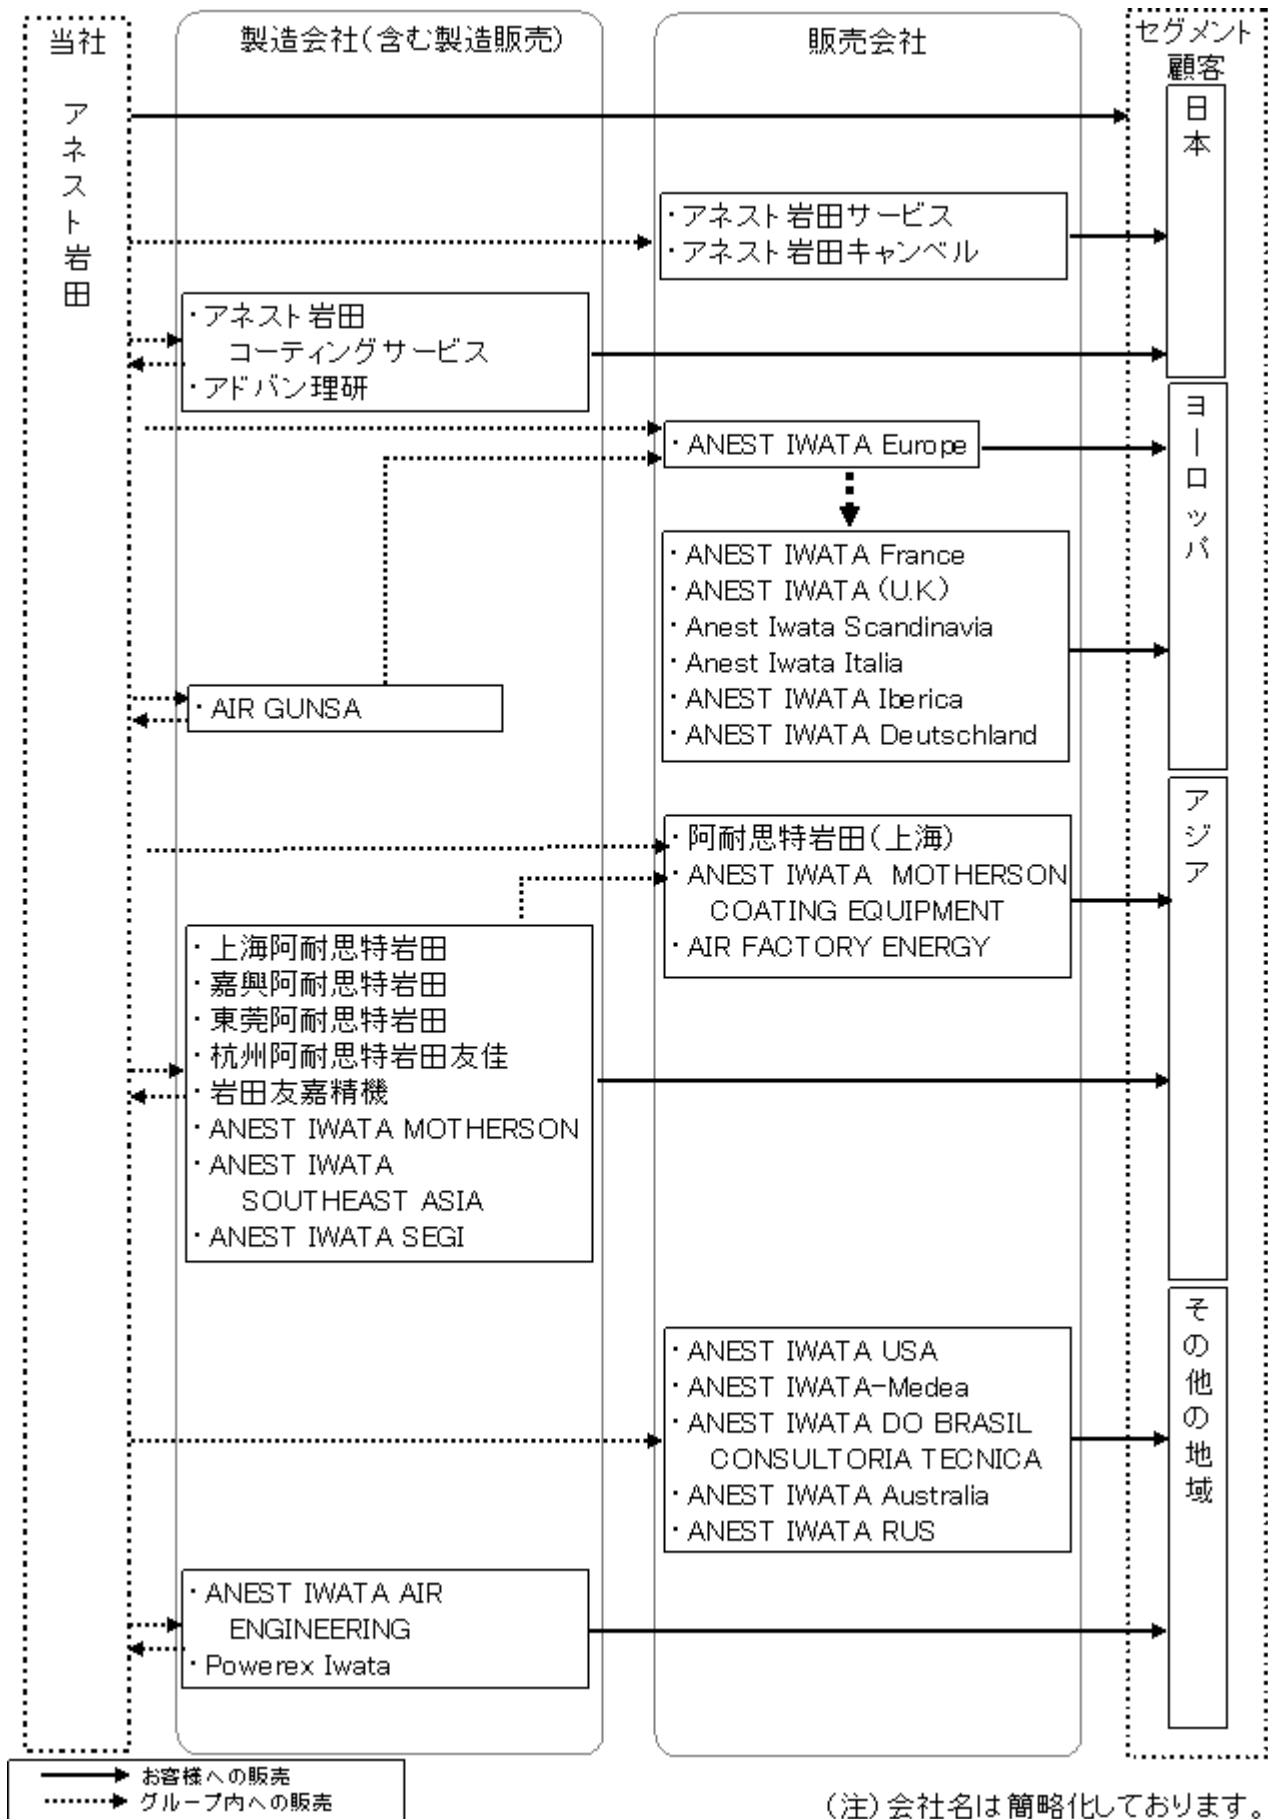 当社
アネスト岩田
製造会社(含む製造販売)
販売会社
セグメント
顧客
日本
・アネスト岩田サービス
・アネスト岩田キャンベル
・アネスト岩田
コーティングサービス
・アドバン理研
ヨーロッパ
・ANEST IWATA Europe
・ANEST IWATA France
・ANEST IWATA (U.K.)
・Anest Iwata Scandinavia
・Anest Iwata Italia
・ANEST IWATA Iberica
・ANEST IWATA Deutschland
・AIR GUNSA
アジア
・阿耐思特岩田(上海)
・ANEST IWATA MOTHERSON
COATING EQUIPMENT
・AIR FACTORY ENERGY
・上海阿耐思特岩田
・嘉興阿耐思特岩田
・東莞阿耐思特岩田
・杭州阿耐思特岩田友佳
・岩田友嘉精機
・ANEST IWATA MOTHERSON
・ANEST IWATA
SOUTHEAST ASIA
・ANEST IWATA SEGI
その他の地域
・ANEST IWATA USA
・ANEST IWATA-Medea
・ANEST IWATA DO BRASIL
CONSULTORIA TECNICA
・ANEST IWATA Australia
・ANEST IWATA RUS
・ANEST IWATA AIR
ENGINEERING
・Powerex Iwata
お客様への販売
グループ内への販売
(注)会社名は簡略化しております。